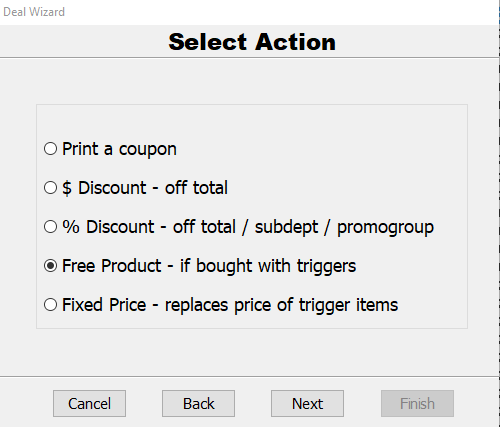 Deal Wizard
Select Action
Print a coupon
$ Discount - off total
% Discount - off total / subdept / promogroup
Free Product - if bought with triggers
Fixed Price - replaces price of trigger items
Cancel Back Next Finish